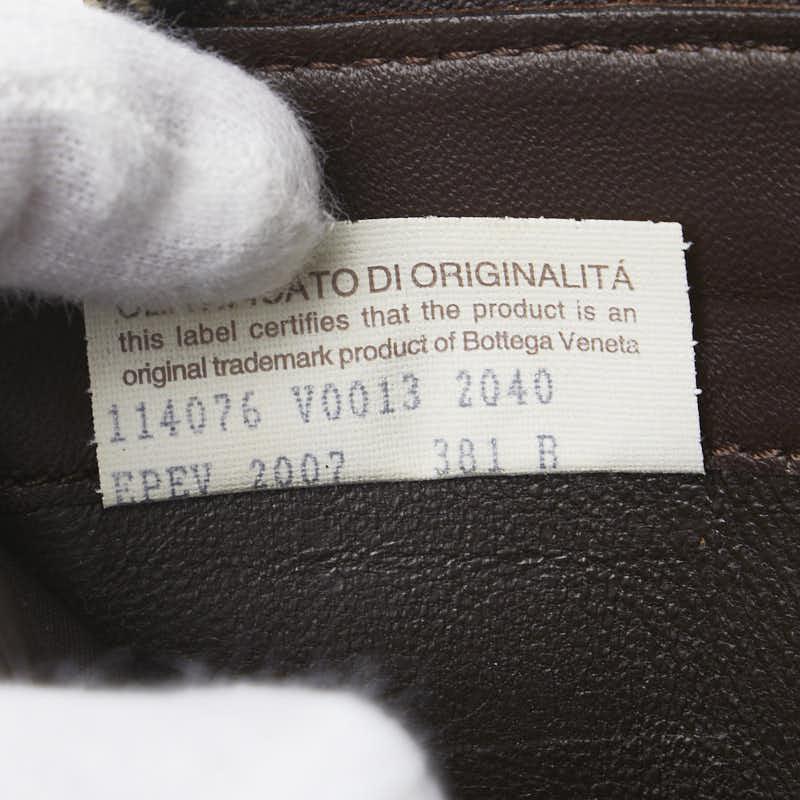 CERTIFICATO DI ORIGINALITÁ
this label certifies that the product is an
original trademark product of Bottega Veneta
114076 V0013 2040
EPEV 2007 381 B